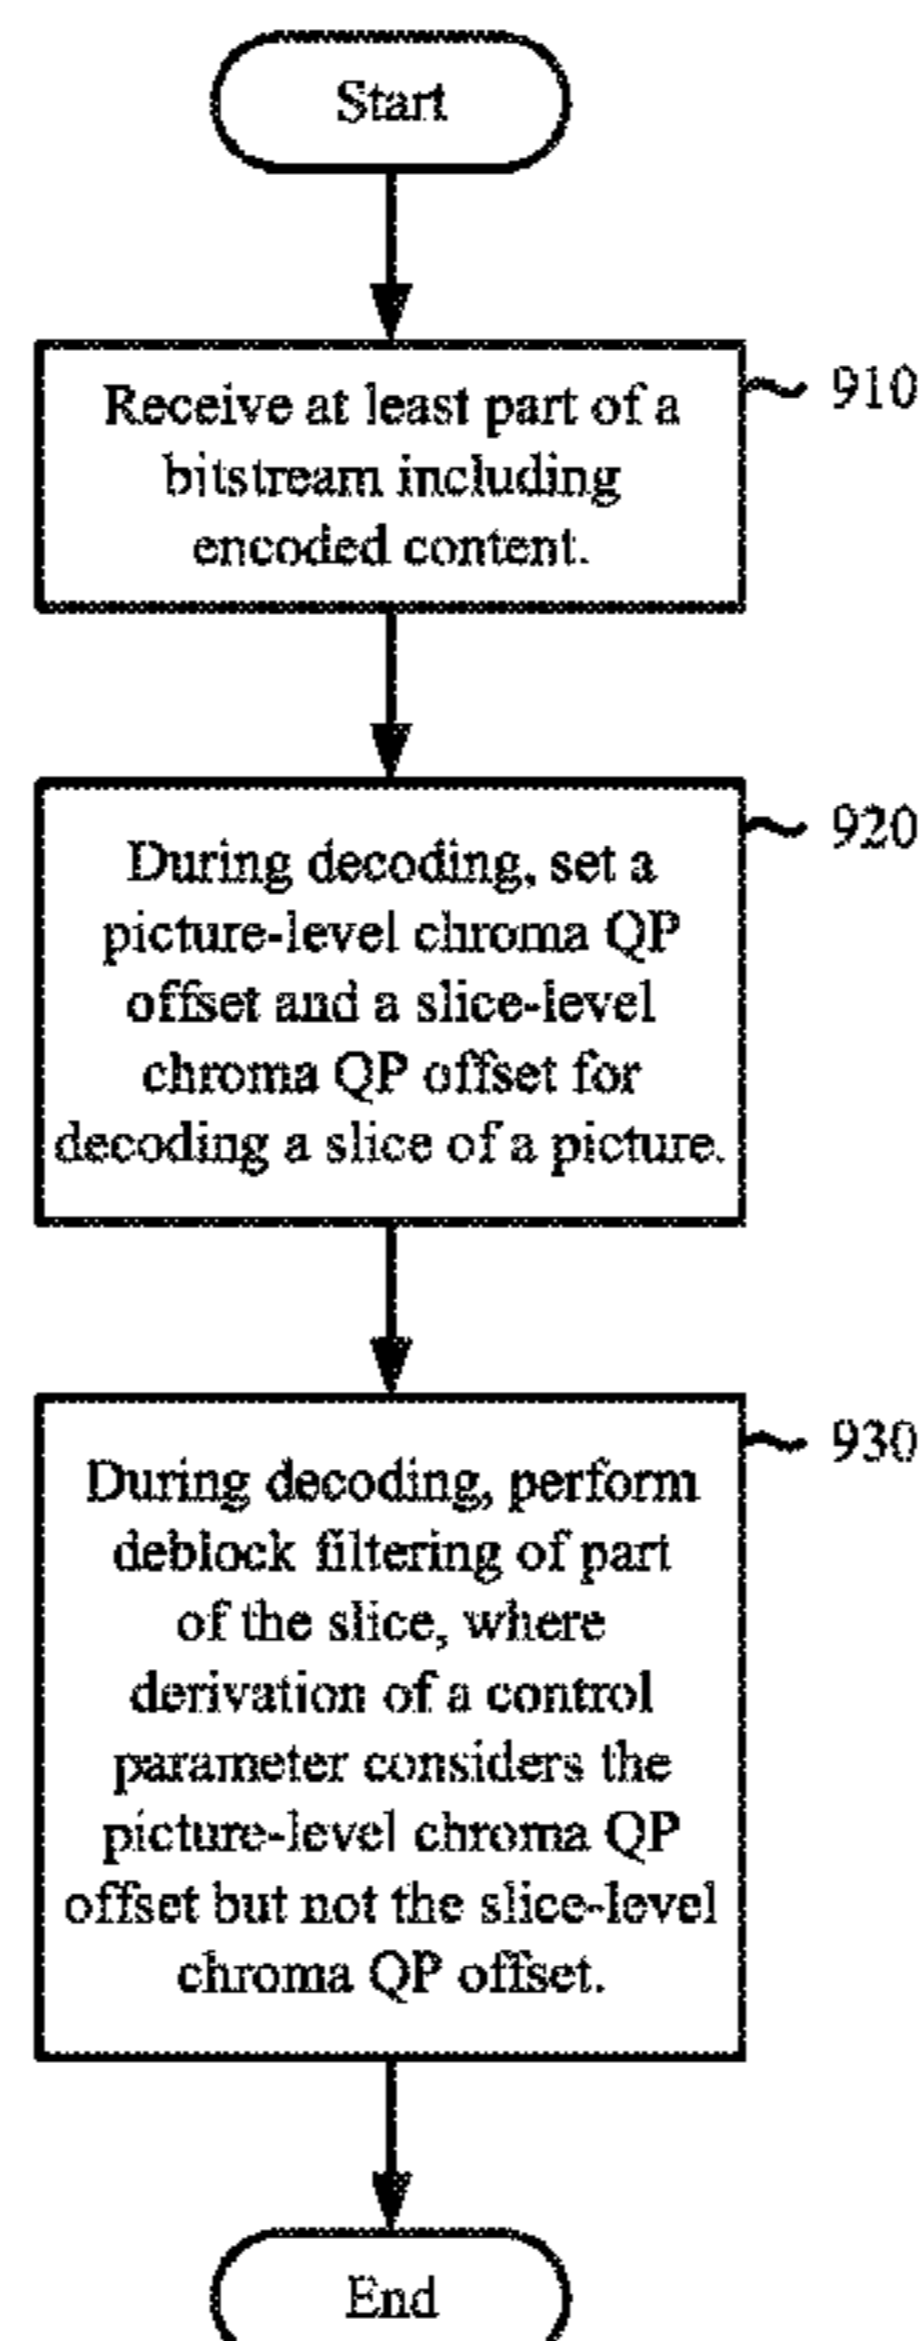 Start
Receive at least part of a
bitstream including
encoded content.
910
During decoding, set a
picture-level chroma QP
offset and a slice-level
chroma QP offset for
decoding a slice of a picture.
920
During decoding, perform
deblock filtering of part
of the slice, where
derivation of a control
parameter considers the
picture-level chroma QP
offset but not the slice-level
chroma QP offset.
930
End